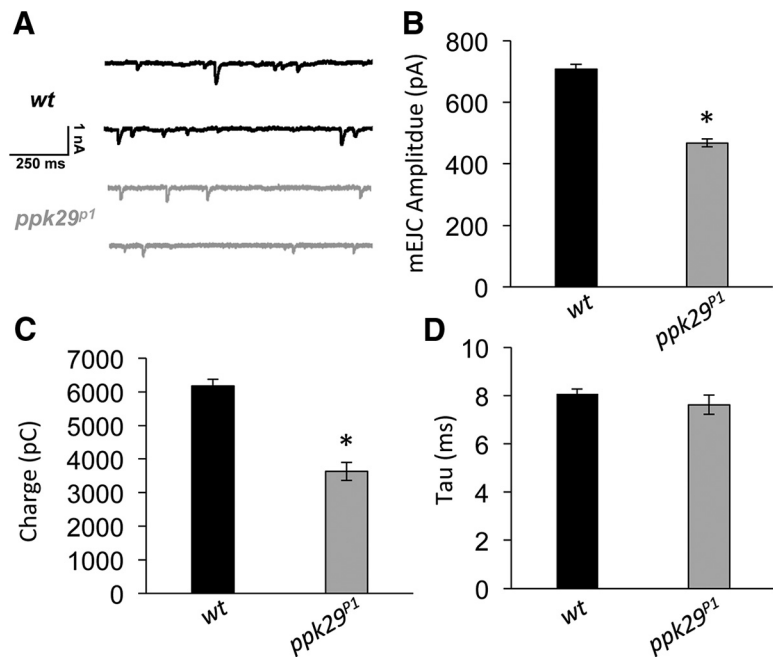 A
wt
1 nA
250 ms
ppk29p1
B
mEJC Amplitdue (pA)
800
600
400
200
0
*
wt
ppk29P1
C
Charge (pC)
7000
6000
5000
4000
3000
2000
1000
0
*
wt
ppk29P1
D
Tau (ms)
10
8
6
4
2
0
wt
ppk29P1